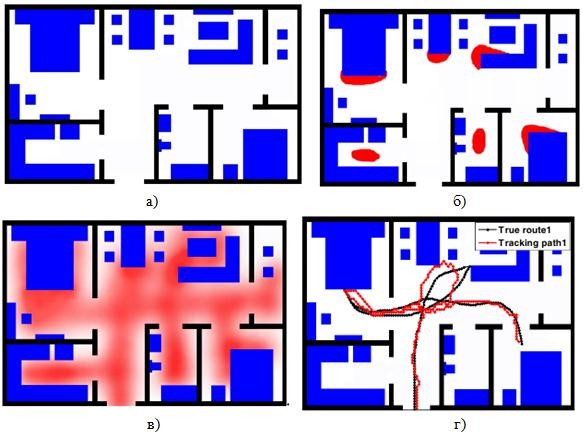 а)
б)
True route1
Tracking path1
в)
г)